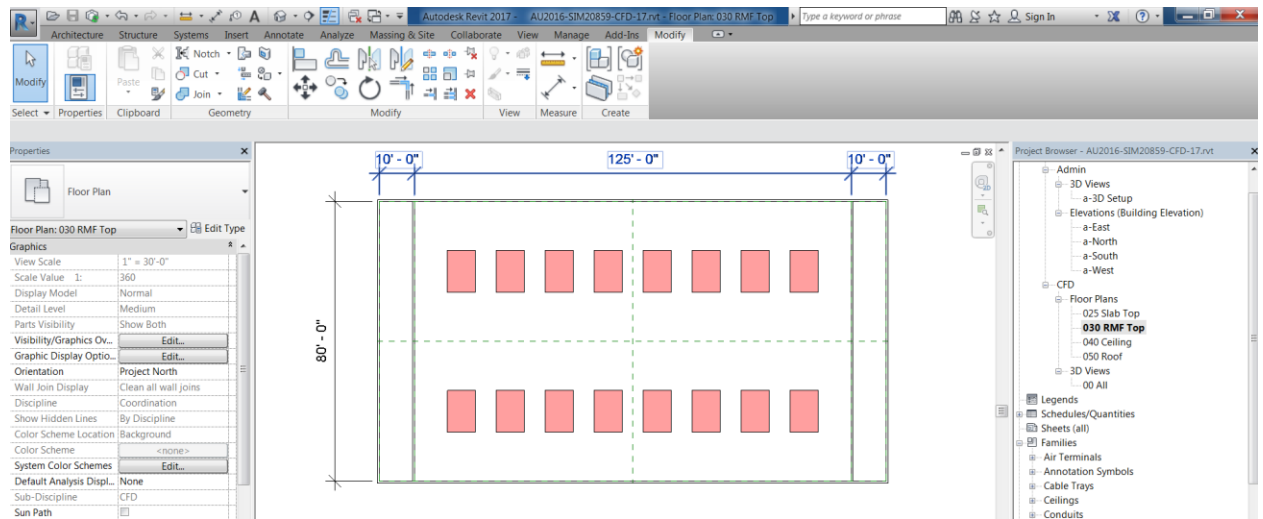 Autodesk Revit 2017 - AU2016-SIM20859-CFD-17.rvt - Floor Plan: 030 RMF Top Type a keyword or phrase Sign In
Architecture Structure Systems Insert Annotate Analyze Massing & Site Collaborate View Manage Add-Ins Modify
Modify Paste Notch Cut Join
Select Properties Clipboard Geometry Modify View Measure Create
Properties
Floor Plan
Floor Plan: 030 RMF Top Edit Type
Graphics
View Scale 1" = 30'-0"
Scale Value 1: 360
Display Model Normal
Detail Level Medium
Parts Visibility Show Both
Visibility/Graphics Ov... Edit...
Graphic Display Optio... Edit...
Orientation Project North
Wall Join Display Clean all wall joins
Discipline Coordination
Show Hidden Lines By Discipline
Color Scheme Location Background
Color Scheme <none>
System Color Schemes Edit...
Default Analysis Displ... None
Sub-Discipline CFD
Sun Path
10' - 0" 125' - 0" 10' - 0"
80' - 0"
Project Browser - AU2016-SIM20859-CFD-17.rvt
Admin
3D Views
a-3D Setup
Elevations (Building Elevation)
a-East
a-North
a-South
a-West
CFD
Floor Plans
025 Slab Top
030 RMF Top
040 Ceiling
050 Roof
3D Views
00 All
Legends
Schedules/Quantities
Sheets (all)
Families
Air Terminals
Annotation Symbols
Cable Trays
Ceilings
Conduits